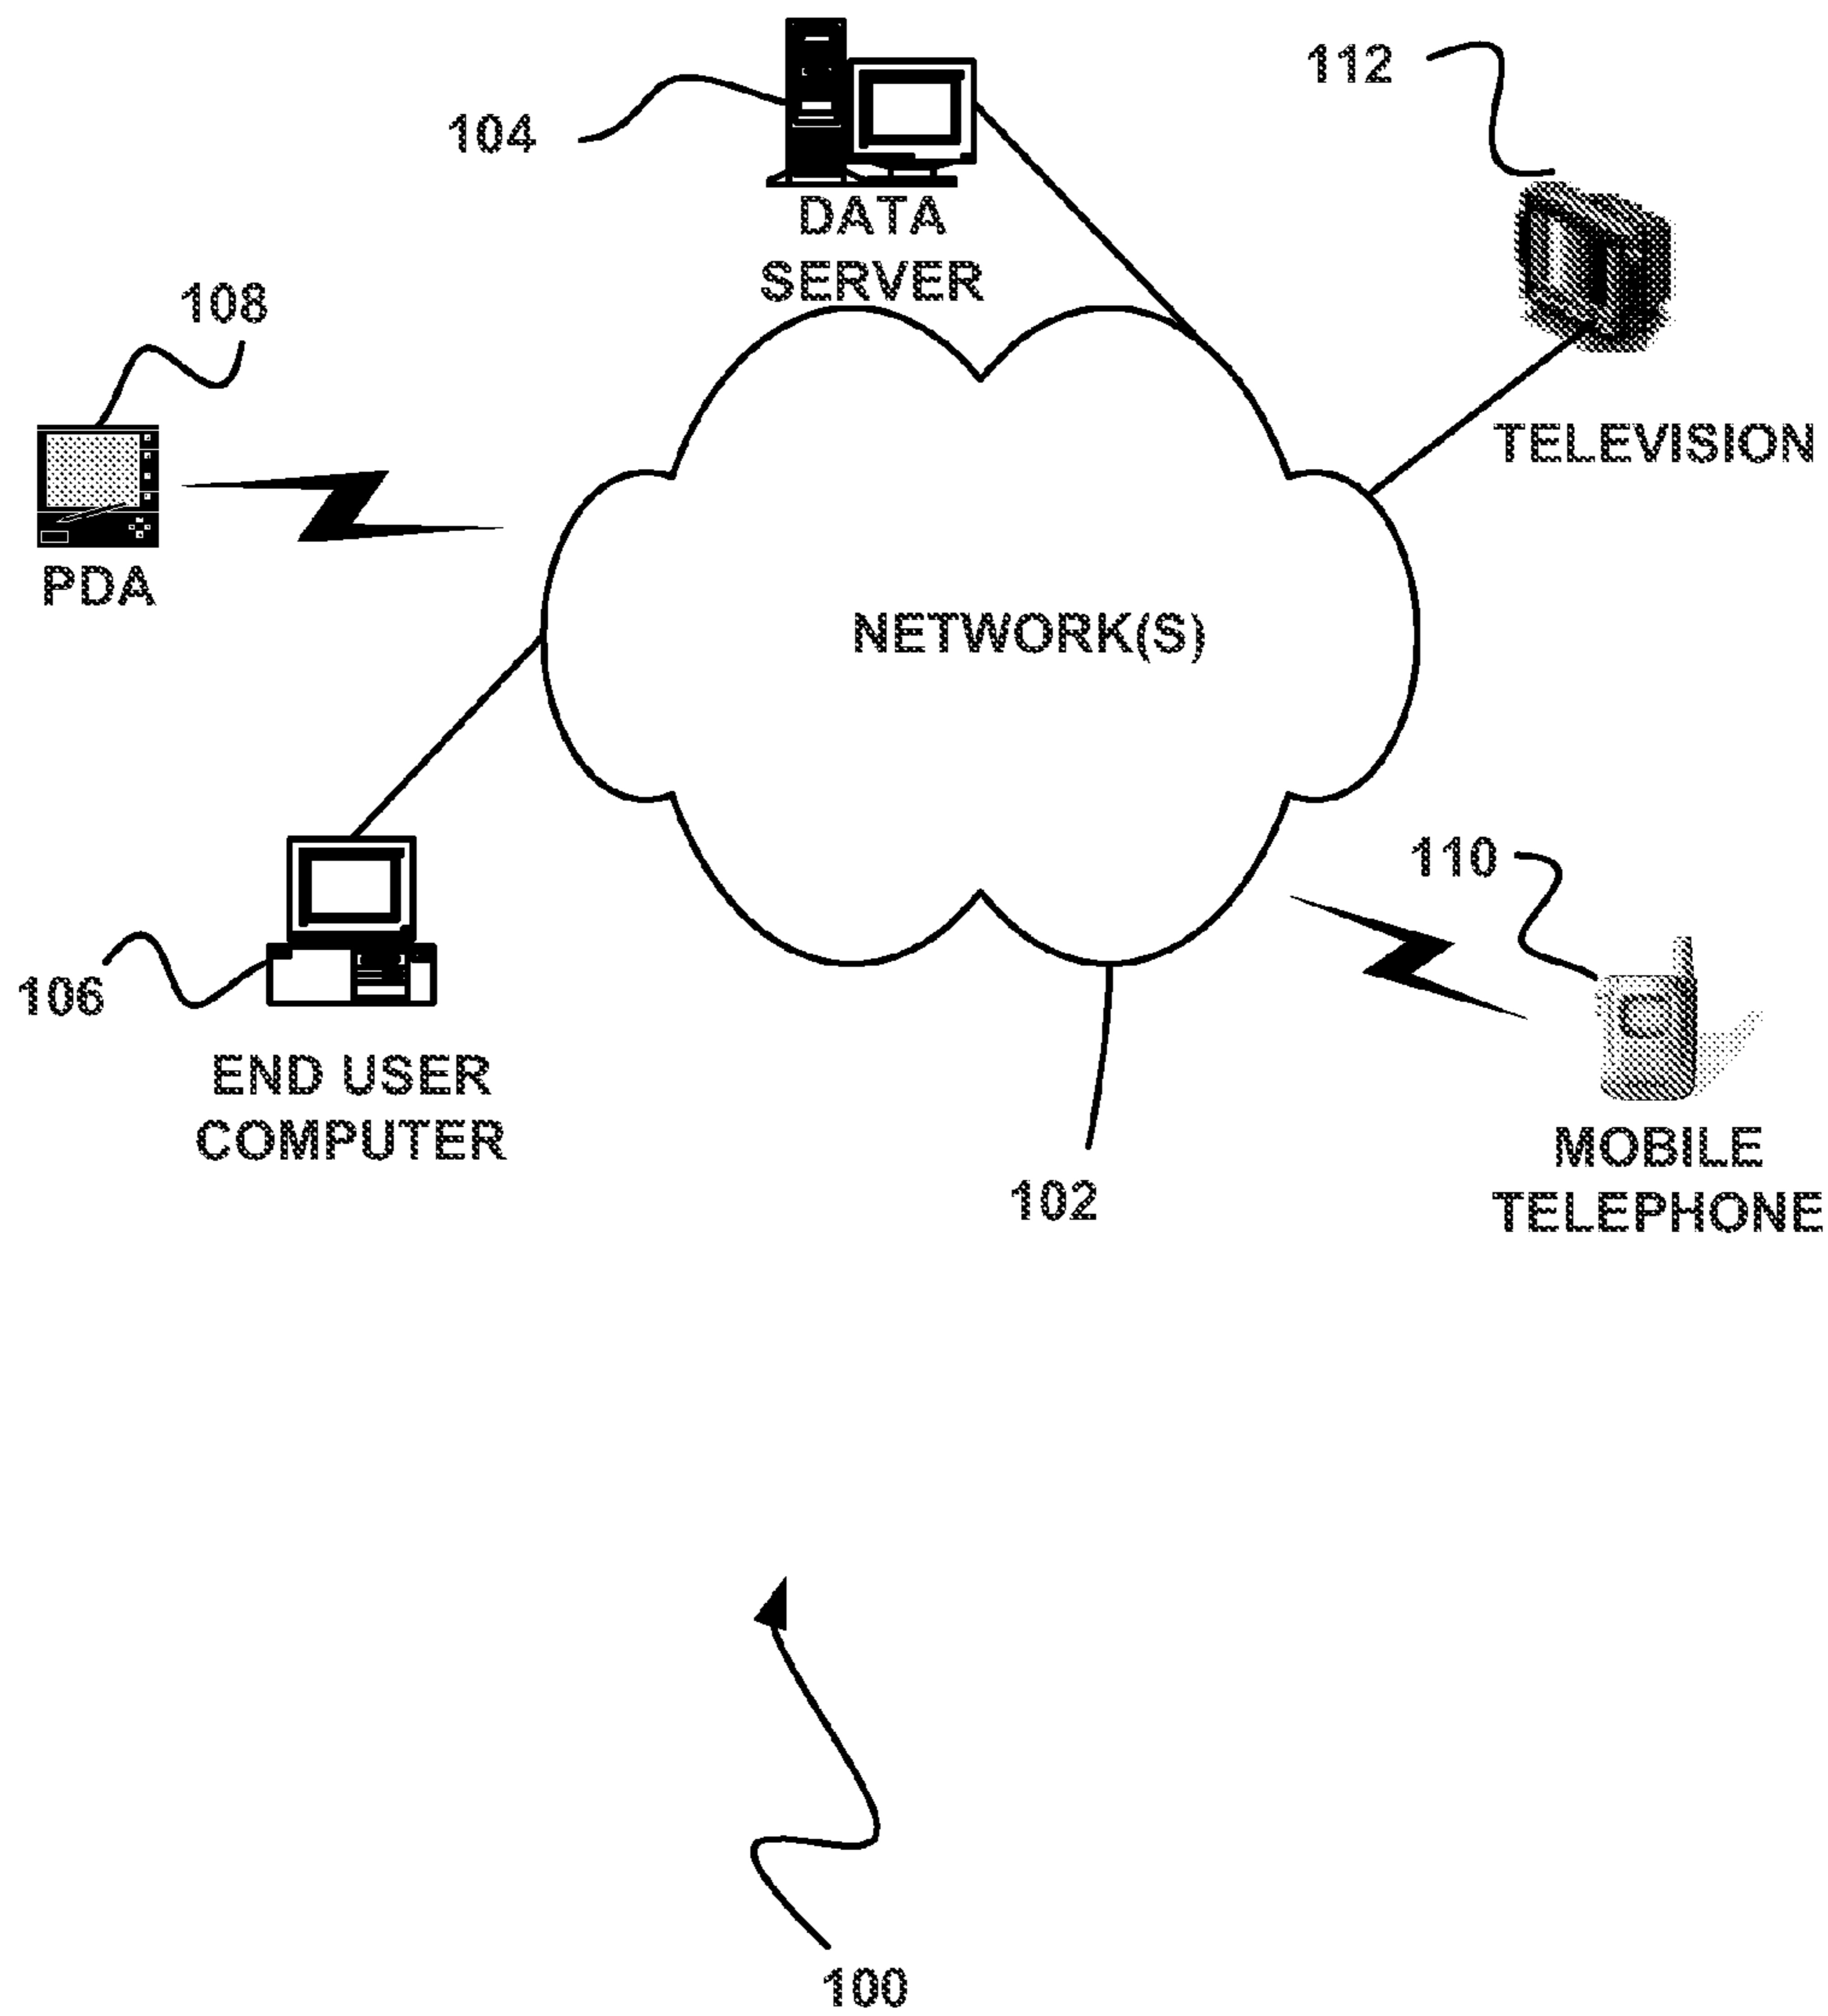 104
DATA
SERVER
112
TELEVISION
108
PDA
NETWORK(S)
106
END USER
COMPUTER
102
110
MOBILE
TELEPHONE
100